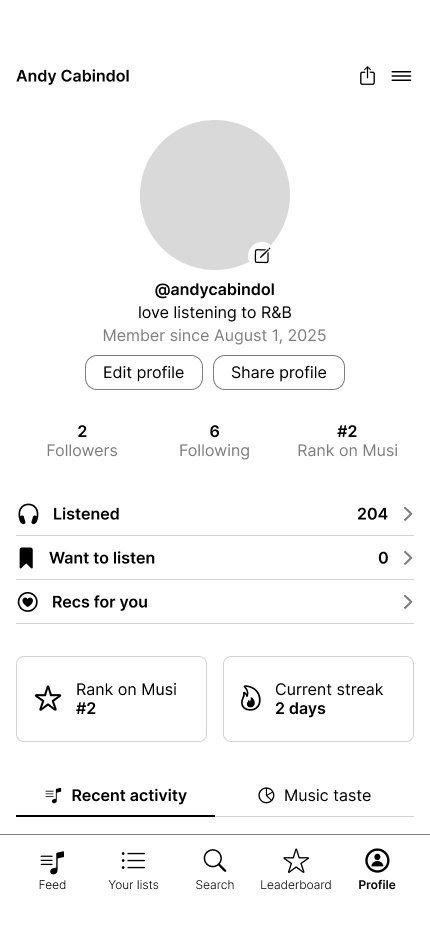 Andy Cabindol
@andycabindol
love listening to R&B
Member since August 1, 2025
Edit profile Share profile
2 6 #2
Followers Following Rank on Musi
Listened 204
Want to listen 0
Recs for you
Rank on Musi Current streak
#2 2 days
Recent activity Music taste
Feed Your lists Search Leaderboard Profile